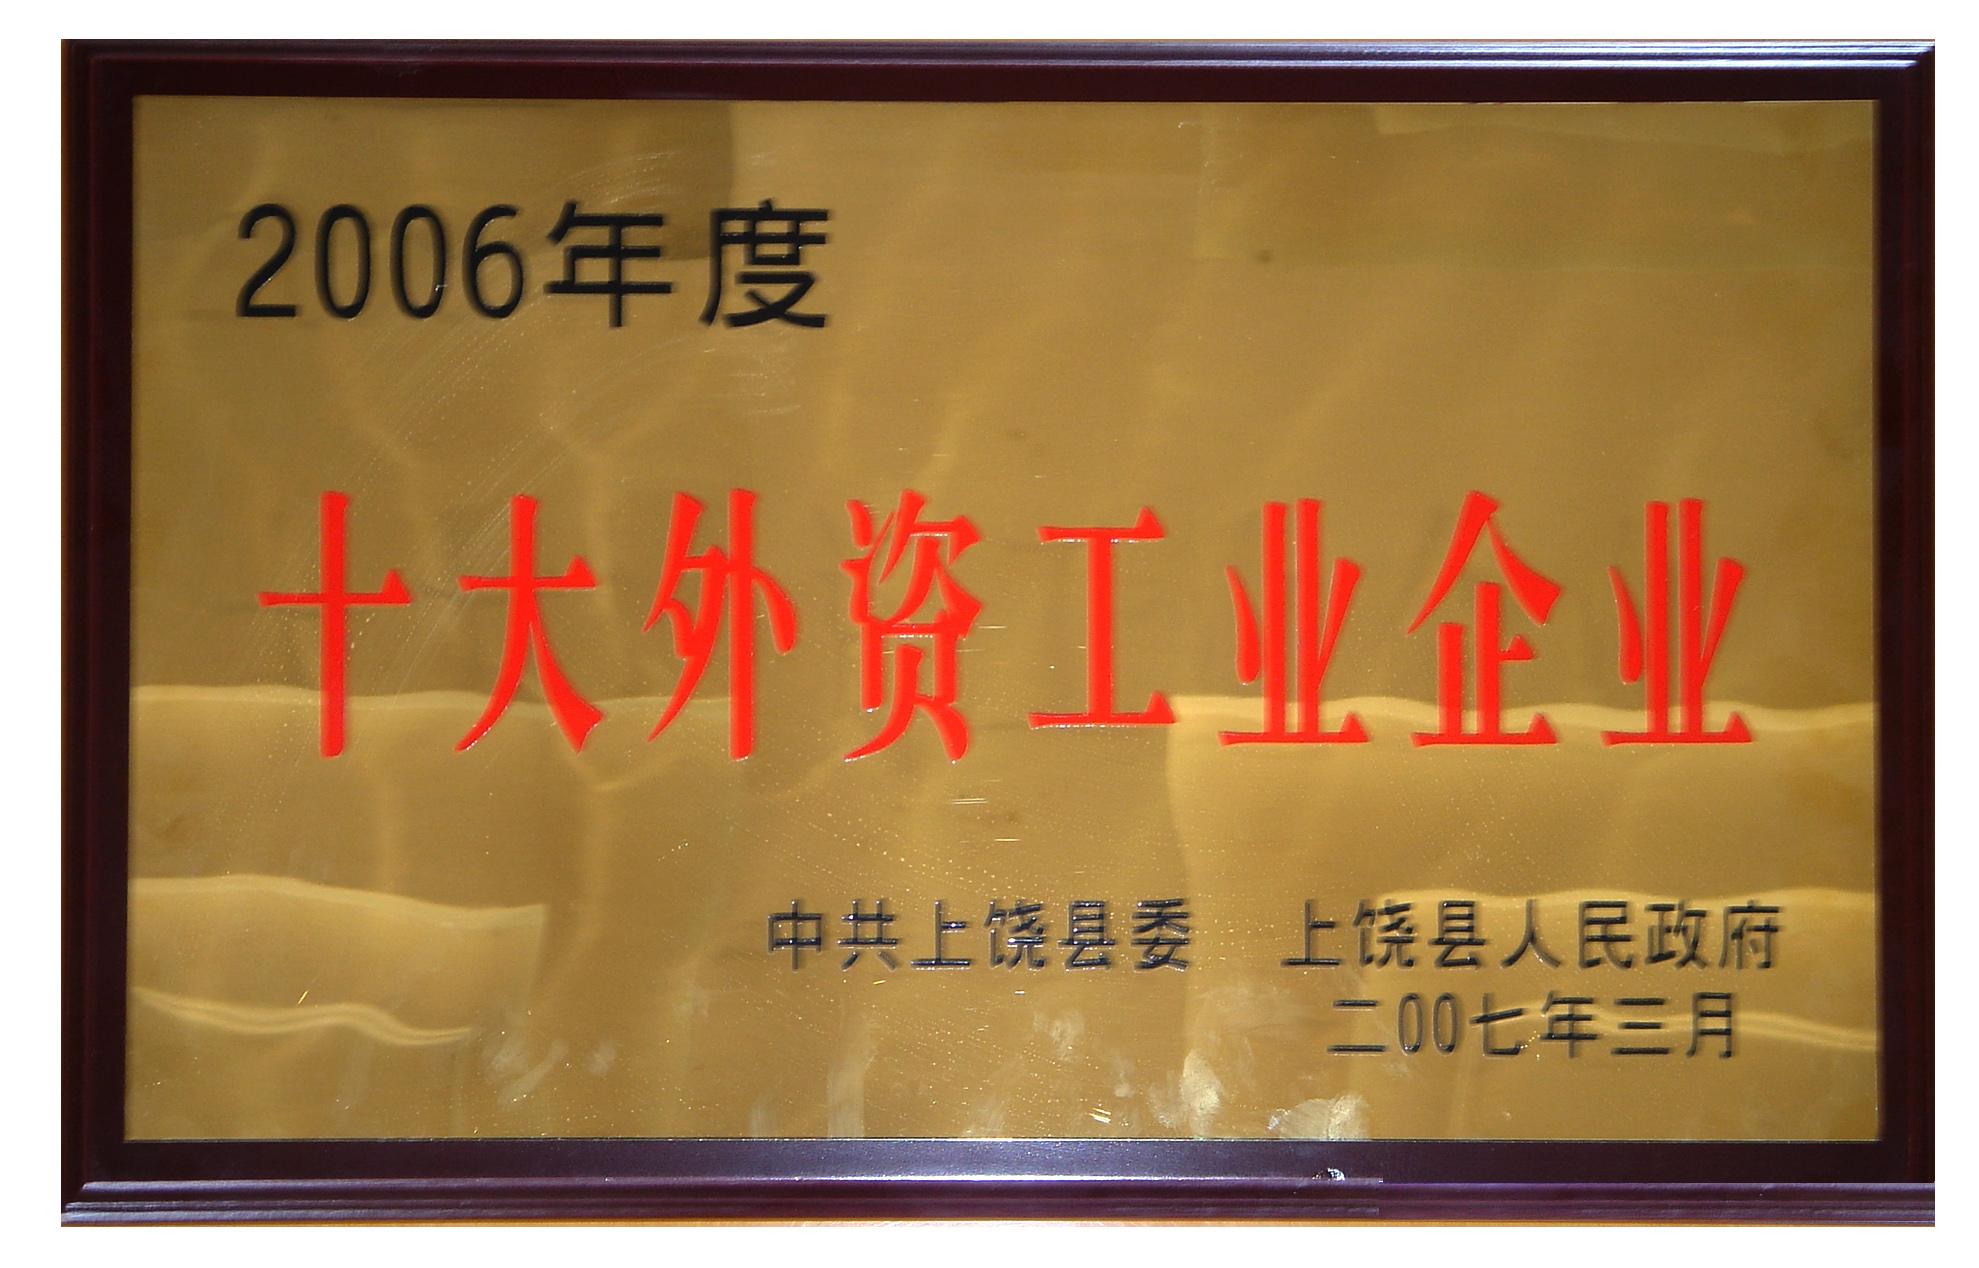 2006年度
十大外资工业企业
中共上饶县委 上饶县人民政府
二00七年三月